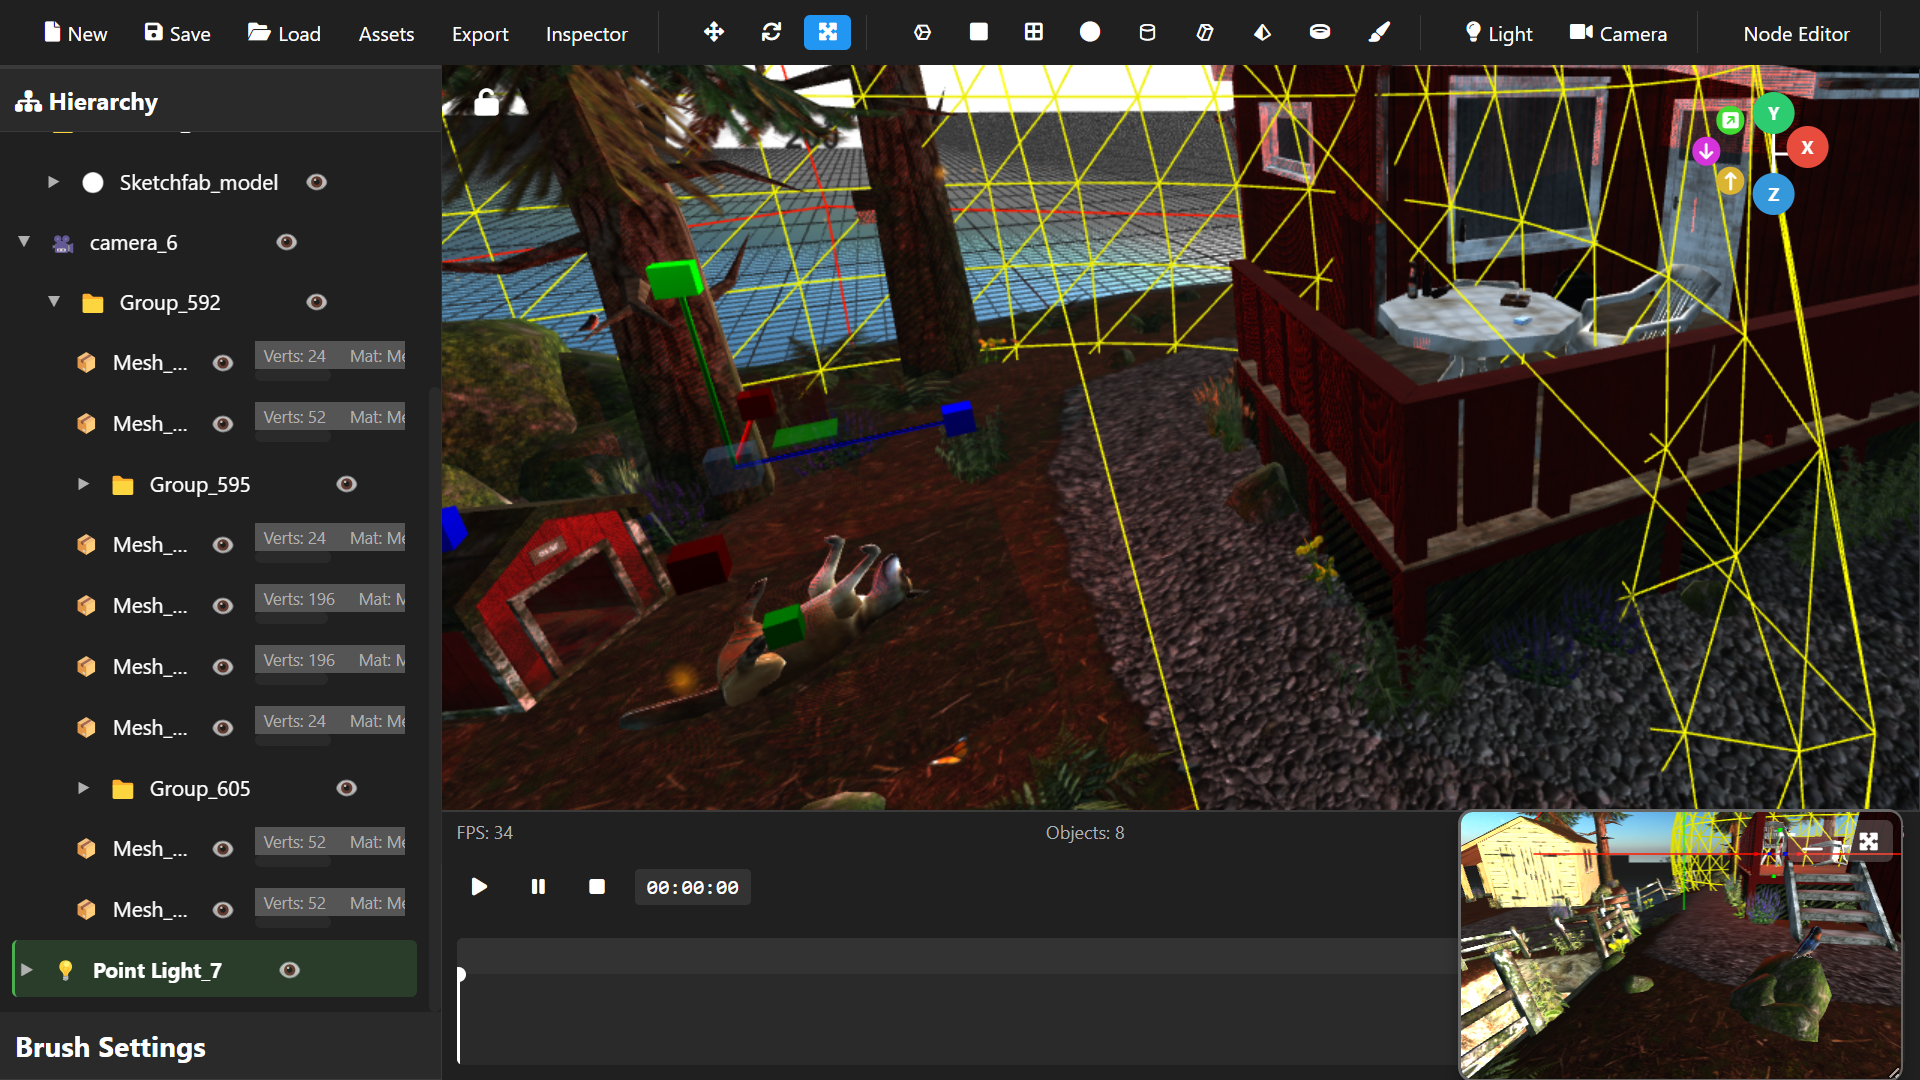 New Save Load Assets Export Inspector Light Camera Node Editor
Hierarchy
Sketchfab_model
camera_6
Group_592
Mesh_... Verts: 24 Mat: Me
Mesh_... Verts: 52 Mat: Me
Group_595
Mesh_... Verts: 24 Mat: Me
Mesh_... Verts: 196 Mat: M
Mesh_... Verts: 196 Mat: M
Mesh_... Verts: 24 Mat: Me
Group_605
Mesh_... Verts: 52 Mat: Me
Mesh_... Verts: 52 Mat: Me
Point Light_7
Brush Settings
Y
X
Z
FPS: 34 Objects: 8
00:00:00